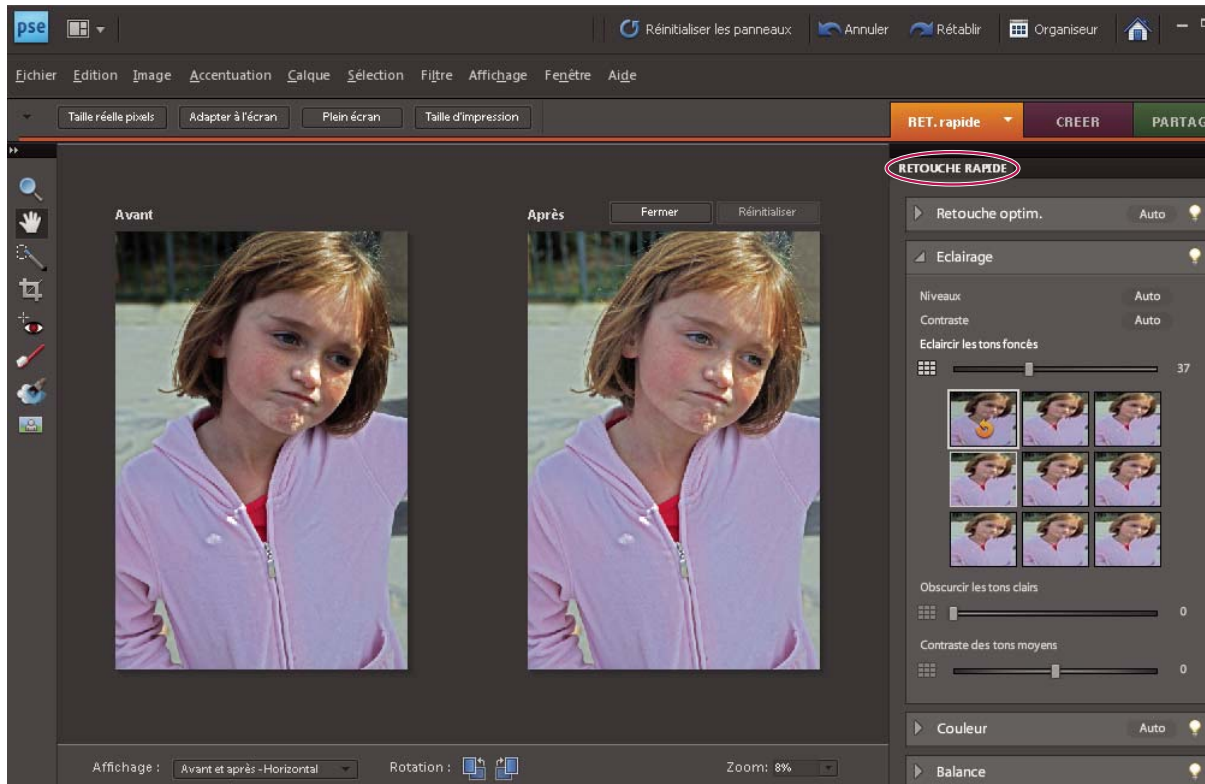 pse
Réinitialiser les panneaux Annuler Rétablir Organiseur
Fichier Edition Image Accentuation Calque Sélection Filtre Affichage Fenêtre Aide
Taille réelle pixels Adapter à l'écran Plein écran Taille d'impression
RET. rapide CREER PARTAG
RETOUCHE RAPIDE
Avant
Après Fermer Réinitialiser
Retouche optim. Auto
Eclairage
Niveaux Auto
Contraste Auto
Eclaircir les tons foncés
37
Obscurcir les tons clairs
0
Contraste des tons moyens
0
Couleur Auto
Balance
Affichage : Avant et après - Horizontal Rotation : Zoom: 8%